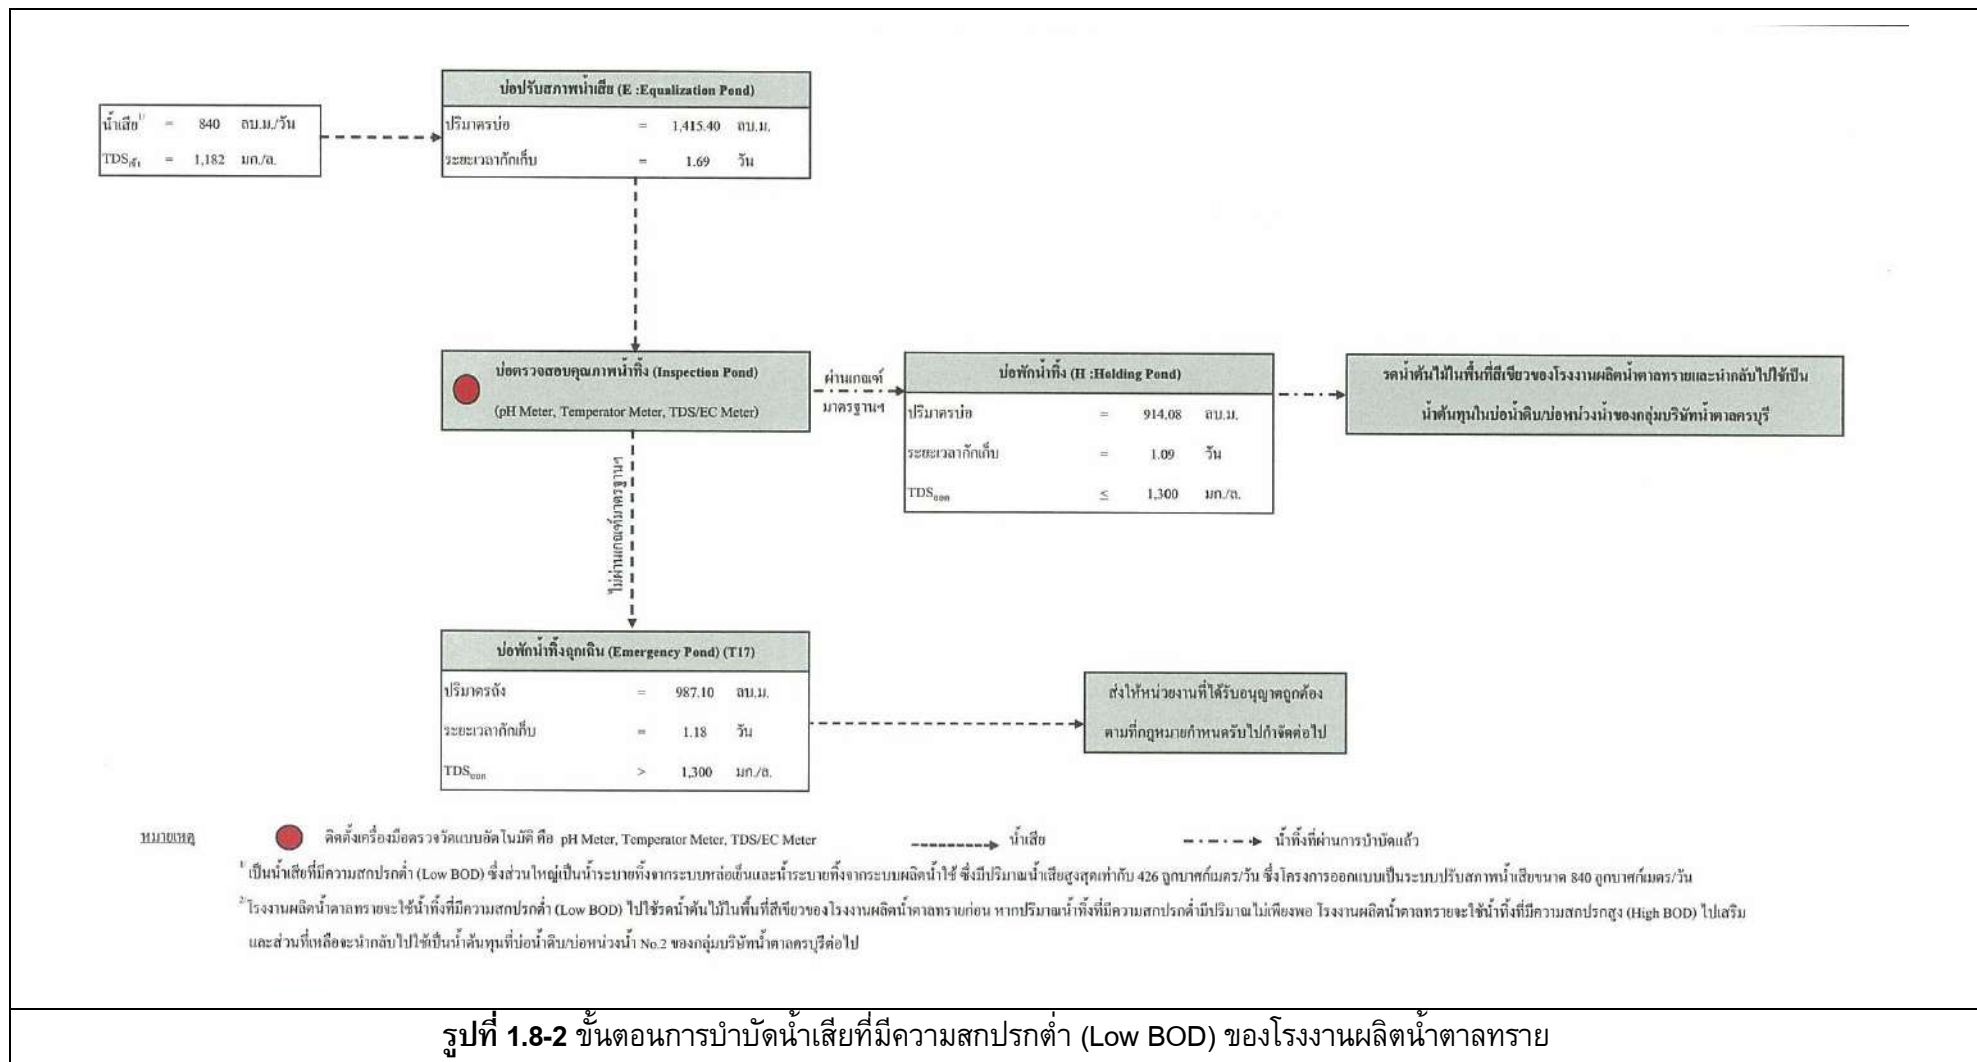 บ่อปรับสภาพน้ำเสีย (E :Equalization Pond)
น้ำเสีย1/ = 840 ลบ.ม./วัน
TDSเข้า = 1,182 มก./ล.
ปริมาตรบ่อ = 1,415.40 ลบ.ม.
ระยะเวลากักเก็บ = 1.69 วัน
บ่อตรวจสอบคุณภาพน้ำทิ้ง (Inspection Pond)
(pH Meter, Temperator Meter, TDS/EC Meter)
ผ่านเกณฑ์
มาตรฐานฯ
บ่อพักน้ำทิ้ง (H :Holding Pond)
ปริมาตรบ่อ = 914.08 ลบ.ม.
ระยะเวลากักเก็บ = 1.09 วัน
TDSออก ≤ 1,300 มก./ล.
รดน้ำต้นไม้ในพื้นที่สีเขียวของโรงงานผลิตน้ำตาลทรายและนำกลับไปใช้เป็น
น้ำต้นทุนในบ่อน้ำดิบ/บ่อหน่วงน้ำของกลุ่มบริษัทน้ำตาลครบุรี
ไม่ผ่านเกณฑ์มาตรฐานฯ
บ่อพักน้ำทิ้งฉุกเฉิน (Emergency Pond) (T17)
ปริมาตรถัง = 987.10 ลบ.ม.
ระยะเวลากักเก็บ = 1.18 วัน
TDSออก > 1,300 มก./ล.
ส่งให้หน่วยงานที่ได้รับอนุญาตถูกต้อง
ตามที่กฎหมายกำหนดรับไปกำจัดต่อไป
หมายเหตุ ติดตั้งเครื่องมือตรวจวัดแบบอัตโนมัติ คือ pH Meter, Temperator Meter, TDS/EC Meter น้ำเสีย น้ำทิ้งที่ผ่านการบำบัดแล้ว
1/ เป็นน้ำเสียที่มีความสกปรกต่ำ (Low BOD) ซึ่งส่วนใหญ่เป็นน้ำระบายทิ้งจากระบบหล่อเย็นและน้ำระบายทิ้งจากระบบผลิตน้ำใช้ ซึ่งมีปริมาณน้ำเสียสูงสุดเท่ากับ 426 ลูกบาศก์เมตร/วัน ซึ่งโครงการออกแบบเป็นระบบปรับสภาพน้ำเสียขนาด 840 ลูกบาศก์เมตร/วัน
2/ โรงงานผลิตน้ำตาลทรายจะใช้น้ำทิ้งที่มีความสกปรกต่ำ (Low BOD) ไปใช้รดน้ำต้นไม้ในพื้นที่สีเขียวของโรงงานผลิตน้ำตาลทรายก่อน หากปริมาณน้ำทิ้งที่มีความสกปรกต่ำมีปริมาณไม่เพียงพอ โรงงานผลิตน้ำตาลทรายจะใช้น้ำทิ้งที่มีความสกปรกสูง (High BOD) ไปเสริม
และส่วนที่เหลือจะนำกลับไปใช้เป็นน้ำต้นทุนที่บ่อน้ำดิบ/บ่อหน่วงน้ำ No.2 ของกลุ่มบริษัทน้ำตาลครบุรีต่อไป
รูปที่ 1.8-2 ขั้นตอนการบำบัดน้ำเสียที่มีความสกปรกต่ำ (Low BOD) ของโรงงานผลิตน้ำตาลทราย